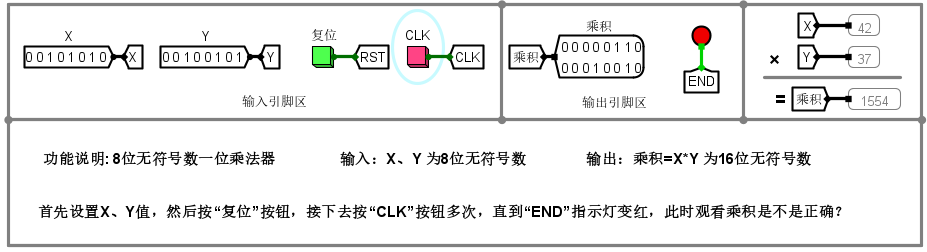 X
00101010
X
Y
00100101
Y
复位
RST
CLK
CLK
输入引脚区
乘积
乘积
00000110
00010010
END
输出引脚区
X
42
× Y
37
= 乘积
1554
功能说明: 8位无符号数一位乘法器
输入：X、Y 为8位无符号数
输出：乘积=X*Y 为16位无符号数
首先设置X、Y值，然后按“复位”按钮，接下去按“CLK”按钮多次，直到“END”指示灯变红，此时观看乘积是不是正确？